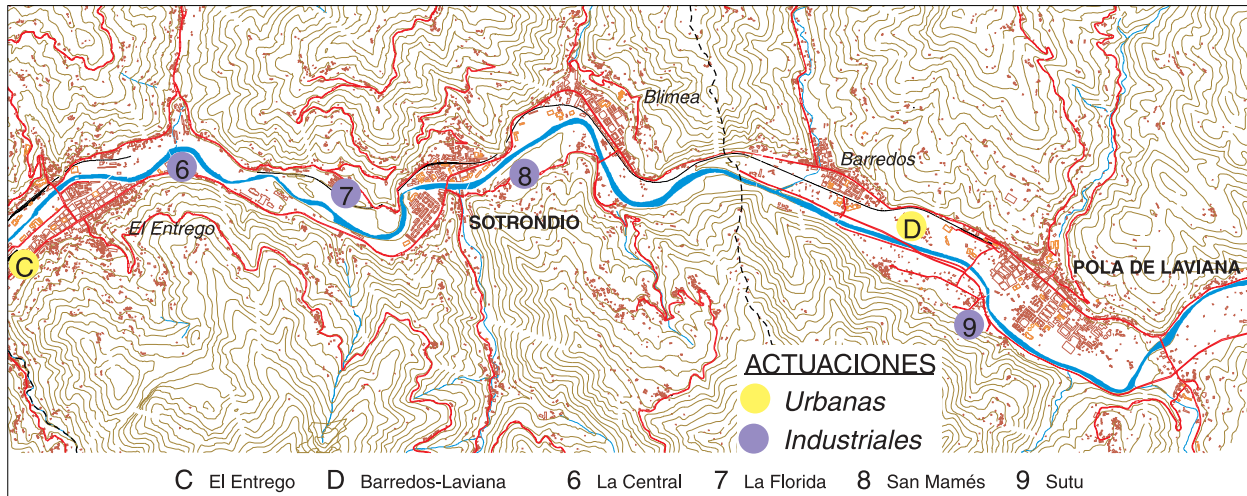 Blimea
Barredos
6
7
8
El Entrego
SOTRONDIO
D
C
POLA DE LAVIANA
9
ACTUACIONES
Urbanas
Industriales
C El Entrego D Barredos-Laviana 6 La Central 7 La Florida 8 San Mamés 9 Sutu